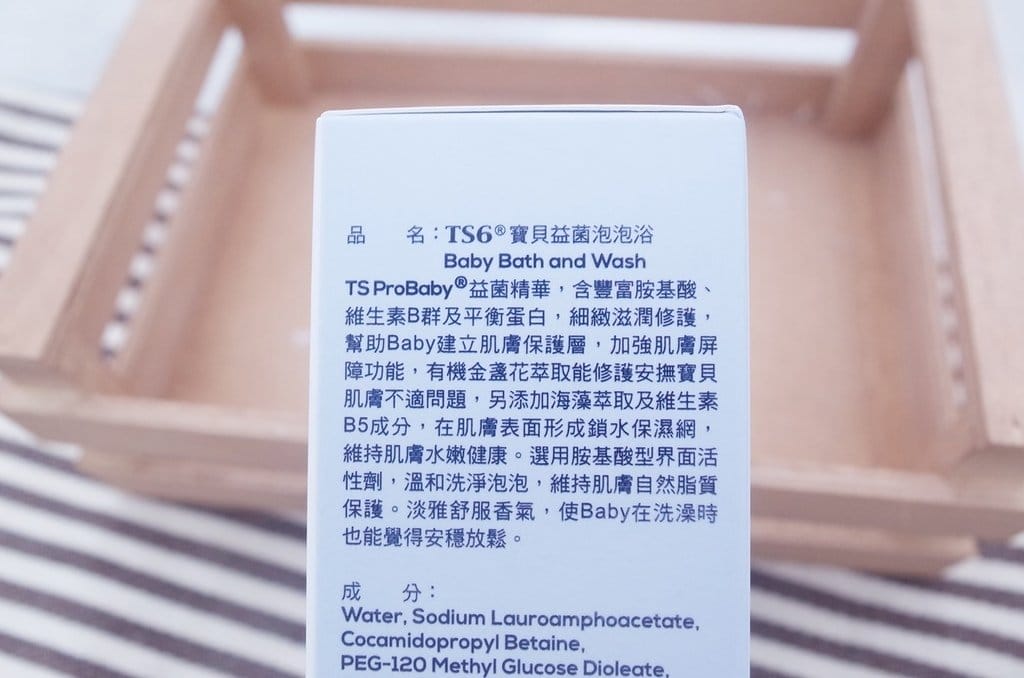 品　　名：TS6®寶貝益菌泡泡浴
Baby Bath and Wash
TS ProBaby®益菌精華，含豐富胺基酸、
維生素B群及平衡蛋白，細緻滋潤修護，
幫助Baby建立肌膚保護層，加強肌膚屏
障功能，有機金盞花萃取能修護安撫寶貝
肌膚不適問題，另添加海藻萃取及維生素
B5成分，在肌膚表面形成鎖水保濕網，
維持肌膚水嫩健康。選用胺基酸型界面活
性劑，溫和洗淨泡泡，維持肌膚自然脂質
保護。淡雅舒服香氣，使Baby在洗澡時
也能覺得安穩放鬆。
成　　分：
Water, Sodium Lauroamphoacetate,
Cocamidopropyl Betaine,
PEG-120 Methyl Glucose Dioleate,